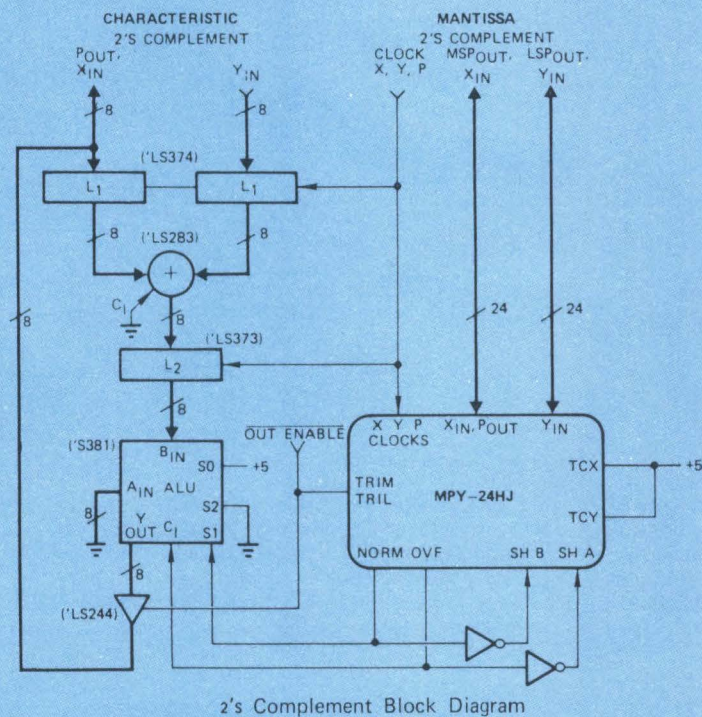 CHARACTERISTIC
2'S COMPLEMENT
POUT,
XIN
YIN
MANTISSA
2'S COMPLEMENT
CLOCK
X, Y, P
MSPOUT,
XIN
LSPOUT,
YIN
8
8
('LS374)
L1
L1
8
8
('LS283)
+
CI
8
24
24
8
('LS373)
L2
8
('S381)
BIN
S0
+5
AIN
ALU
S2
8
Y
OUT
CI
S1
8
('LS244)
OUT ENABLE
X Y P
CLOCKS
XIN, POUT
YIN
TRIM
TRIL
MPY-24HJ
TCX
+5
TCY
NORM
OVF
SH B
SH A
2's Complement Block Diagram